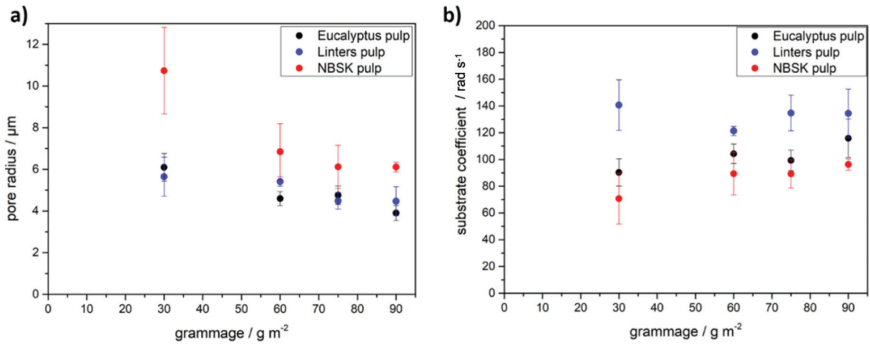 a)
12
10
8
6
4
2
0
pore radius / μm
0 10 20 30 40 50 60 70 80 90
grammage / g m-2
Eucalyptus pulp
Linters pulp
NBSK pulp
b)
200
180
160
140
120
100
80
60
40
20
0
substrate coefficient / rad s-1
0 10 20 30 40 50 60 70 80 90
grammage / g m-2
Eucalyptus pulp
Linters pulp
NBSK pulp